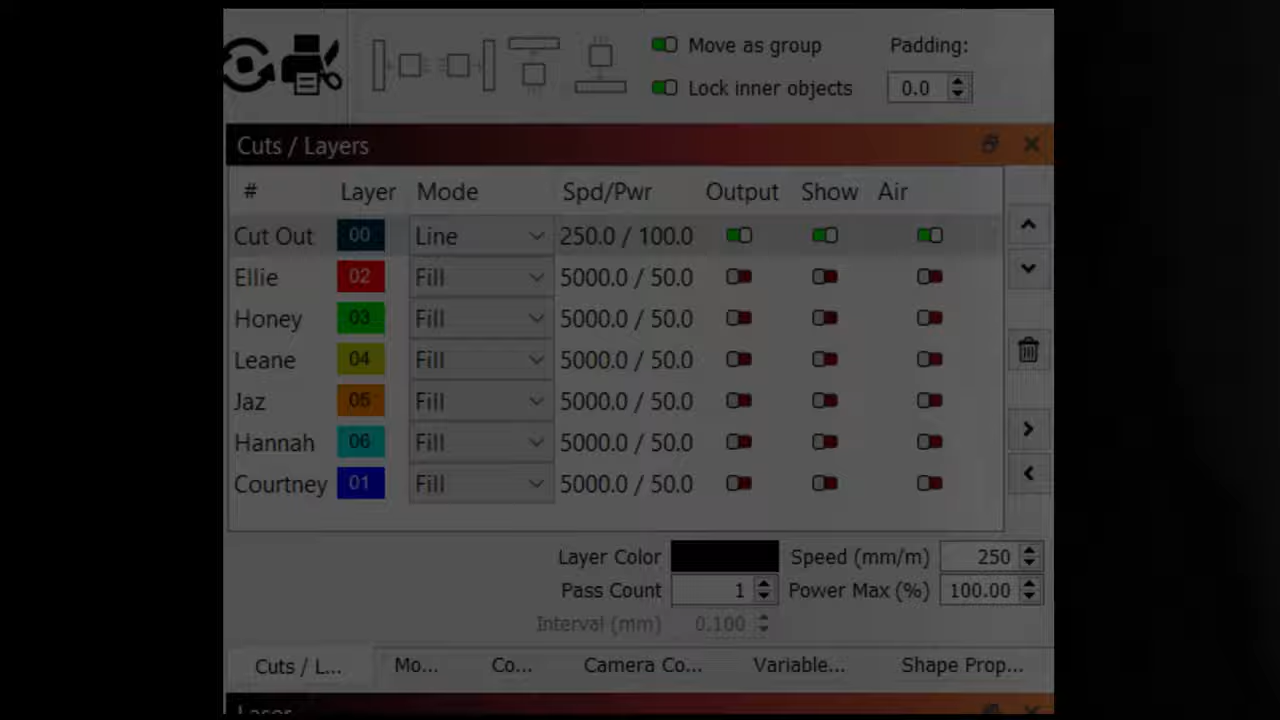 Move as group Padding:
Lock inner objects 0.0
Cuts / Layers
# Layer Mode Spd/Pwr Output Show Air
Cut Out 00 Line 250.0 / 100.0
Ellie 02 Fill 5000.0 / 50.0
Honey 03 Fill 5000.0 / 50.0
Leane 04 Fill 5000.0 / 50.0
Jaz 05 Fill 5000.0 / 50.0
Hannah 06 Fill 5000.0 / 50.0
Courtney 01 Fill 5000.0 / 50.0
Layer Color Speed (mm/m) 250
Pass Count 1 Power Max (%) 100.00
Interval (mm) 0.100
Cuts / L... Mo... Co... Camera Co... Variable... Shape Prop...
Laser